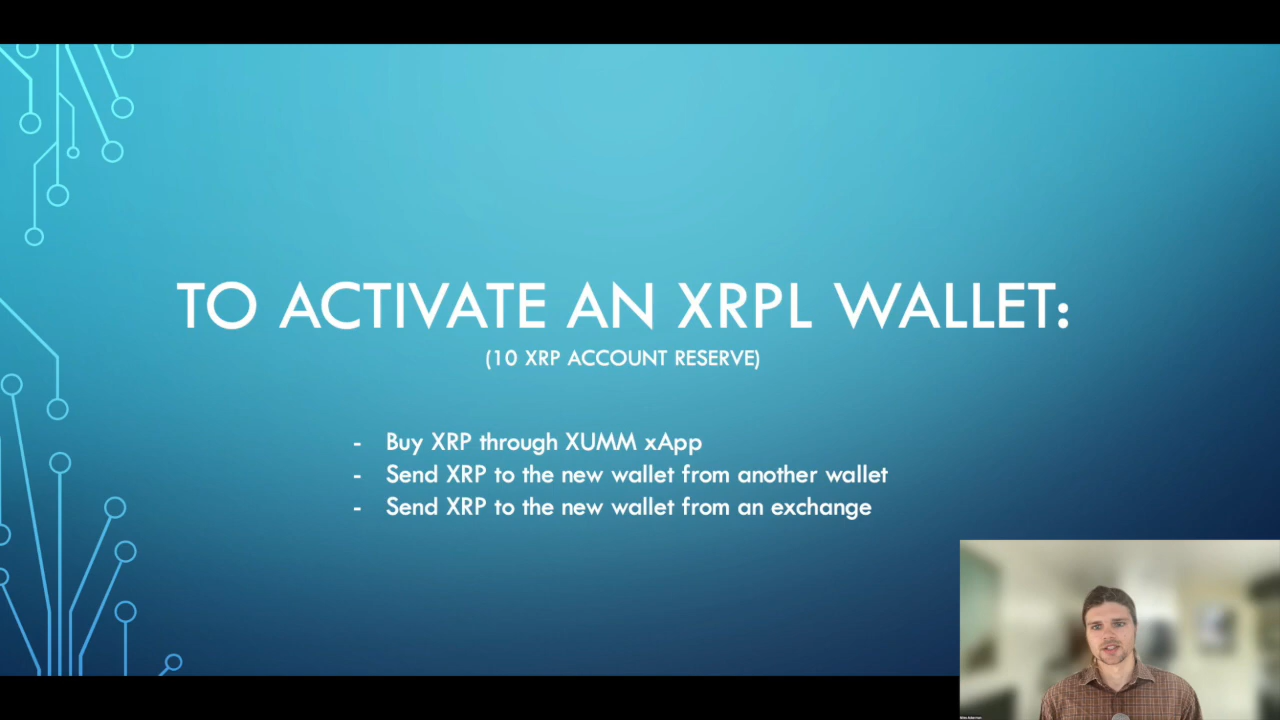 TO ACTIVATE AN XRPL WALLET:
(10 XRP ACCOUNT RESERVE)
- Buy XRP through XUMM xApp
- Send XRP to the new wallet from another wallet
- Send XRP to the new wallet from an exchange